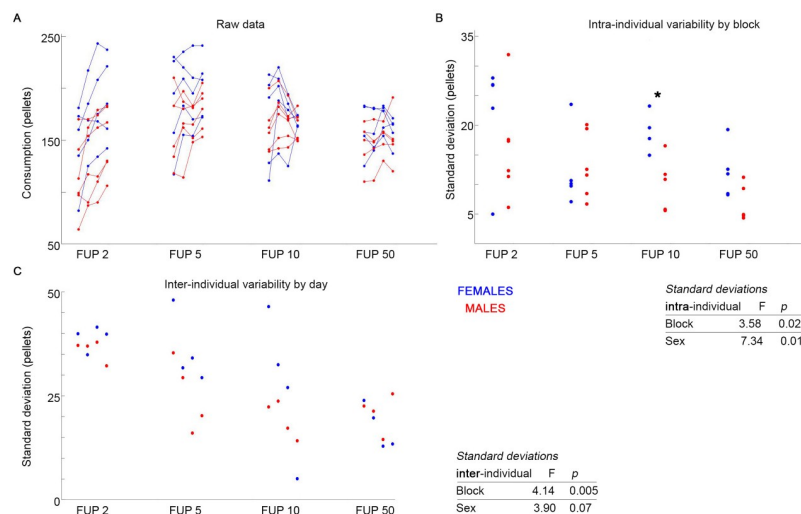 A
Raw data
250
150
50
Consumption (pellets)
FUP 2 FUP 5 FUP 10 FUP 50
B
Intra-individual variability by block
35
20
5
Standard deviation (pellets)
*
FUP 2 FUP 5 FUP 10 FUP 50
C
Inter-individual variability by day
50
25
0
Standard deviation (pellets)
FUP 2 FUP 5 FUP 10 FUP 50
FEMALES
MALES
Standard deviations
intra-individual F p
Block 3.58 0.02
Sex 7.34 0.01
Standard deviations
inter-individual F p
Block 4.14 0.005
Sex 3.90 0.07